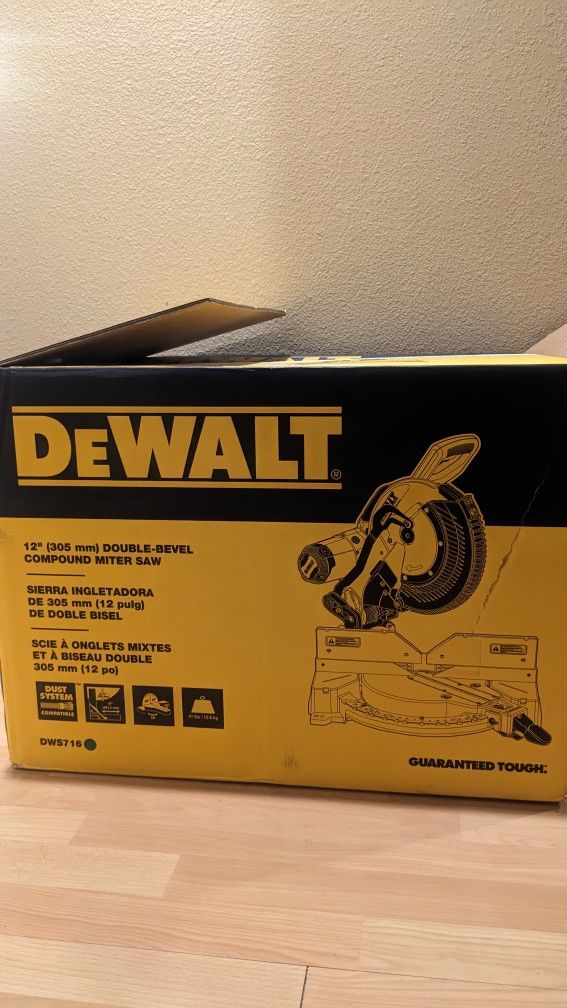 DEWALT®
12" (305 mm) DOUBLE-BEVEL
COMPOUND MITER SAW
SIERRA INGLETADORA
DE 305 mm (12 pulg)
DE DOBLE BISEL
SCIE À ONGLETS MIXTES
ET À BISEAU DOUBLE
305 mm (12 po)
DUST
SYSTEM
COMPATIBLE
DWS716
GUARANTEED TOUGH.